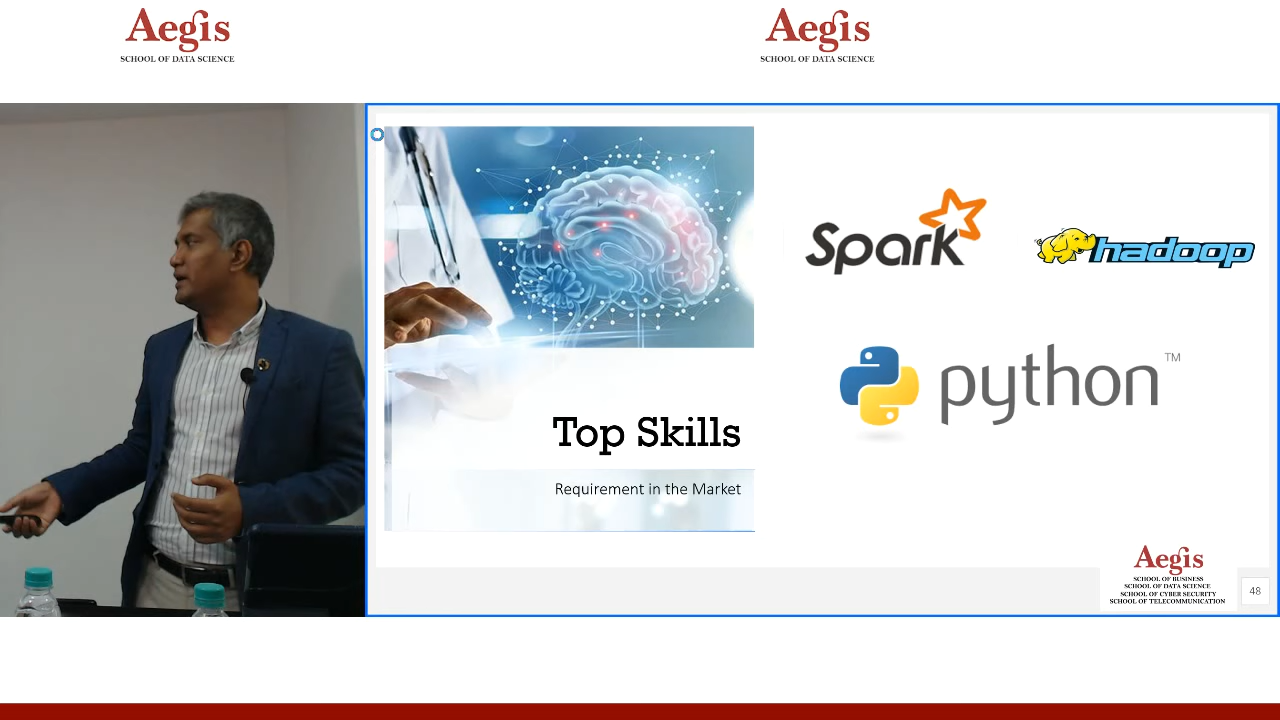 Aegis
SCHOOL OF DATA SCIENCE
Aegis
SCHOOL OF DATA SCIENCE
Spark
hadoop
python TM
Top Skills
Requirement in the Market
Aegis
SCHOOL OF BUSINESS
SCHOOL OF DATA SCIENCE
SCHOOL OF CYBER SECURITY
SCHOOL OF TELECOMMUNICATION
48